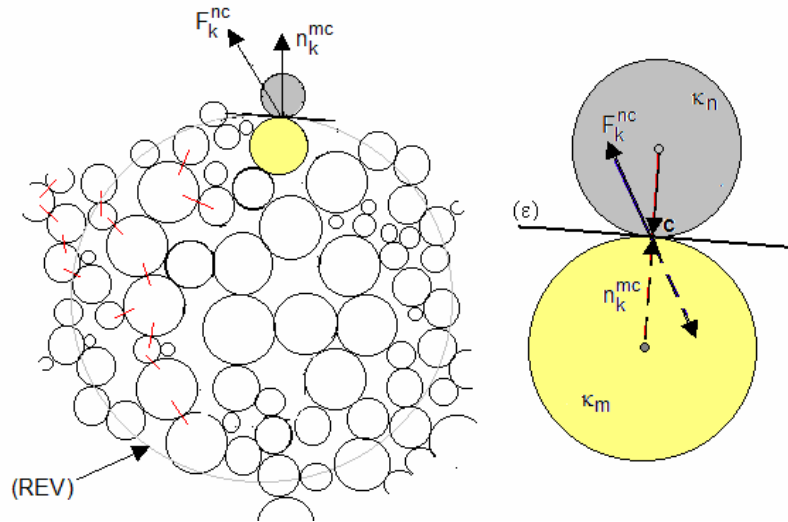 F_k^nc
n_k^mc
(REV)
κ_n
F_k^nc
(ε)
c
n_k^mc
κ_m